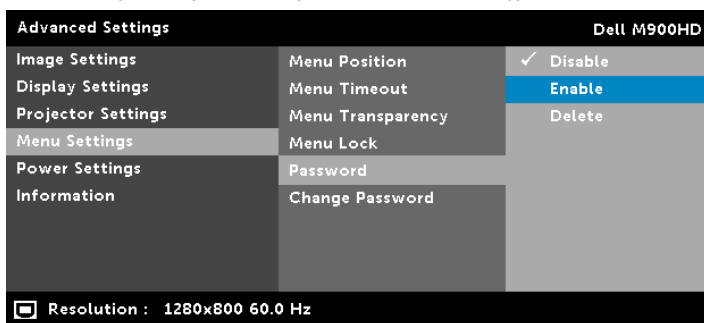 Advanced Settings Dell M900HD
Image Settings Menu Position ✓ Disable
Display Settings Menu Timeout Enable
Projector Settings Menu Transparency Delete
Menu Settings Menu Lock
Power Settings Password
Information Change Password
Resolution : 1280x800 60.0 Hz